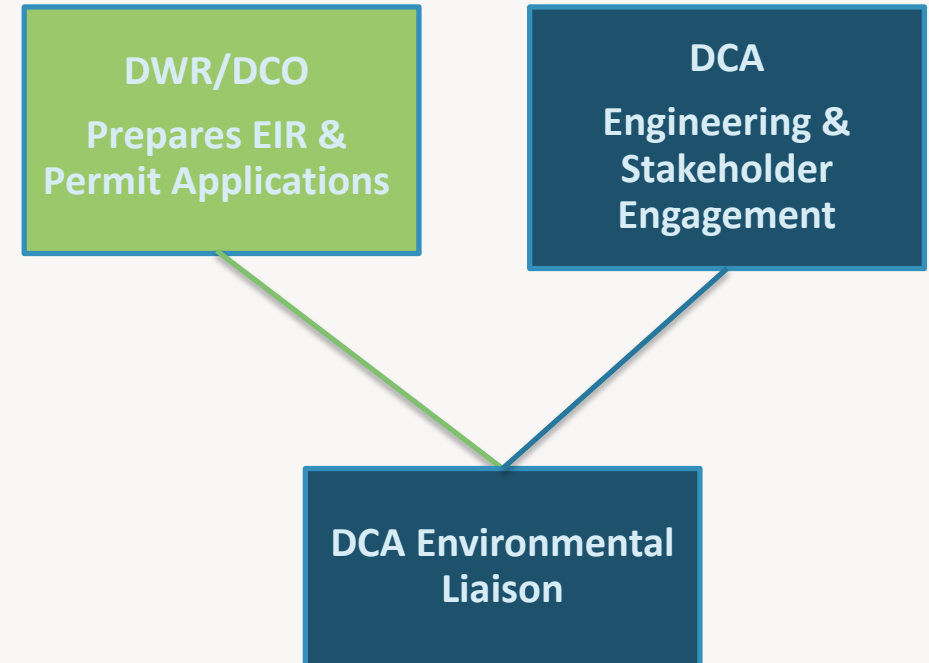 DWR/DCO
Prepares EIR &
Permit Applications
DCA
Engineering &
Stakeholder
Engagement
DCA Environmental
Liaison